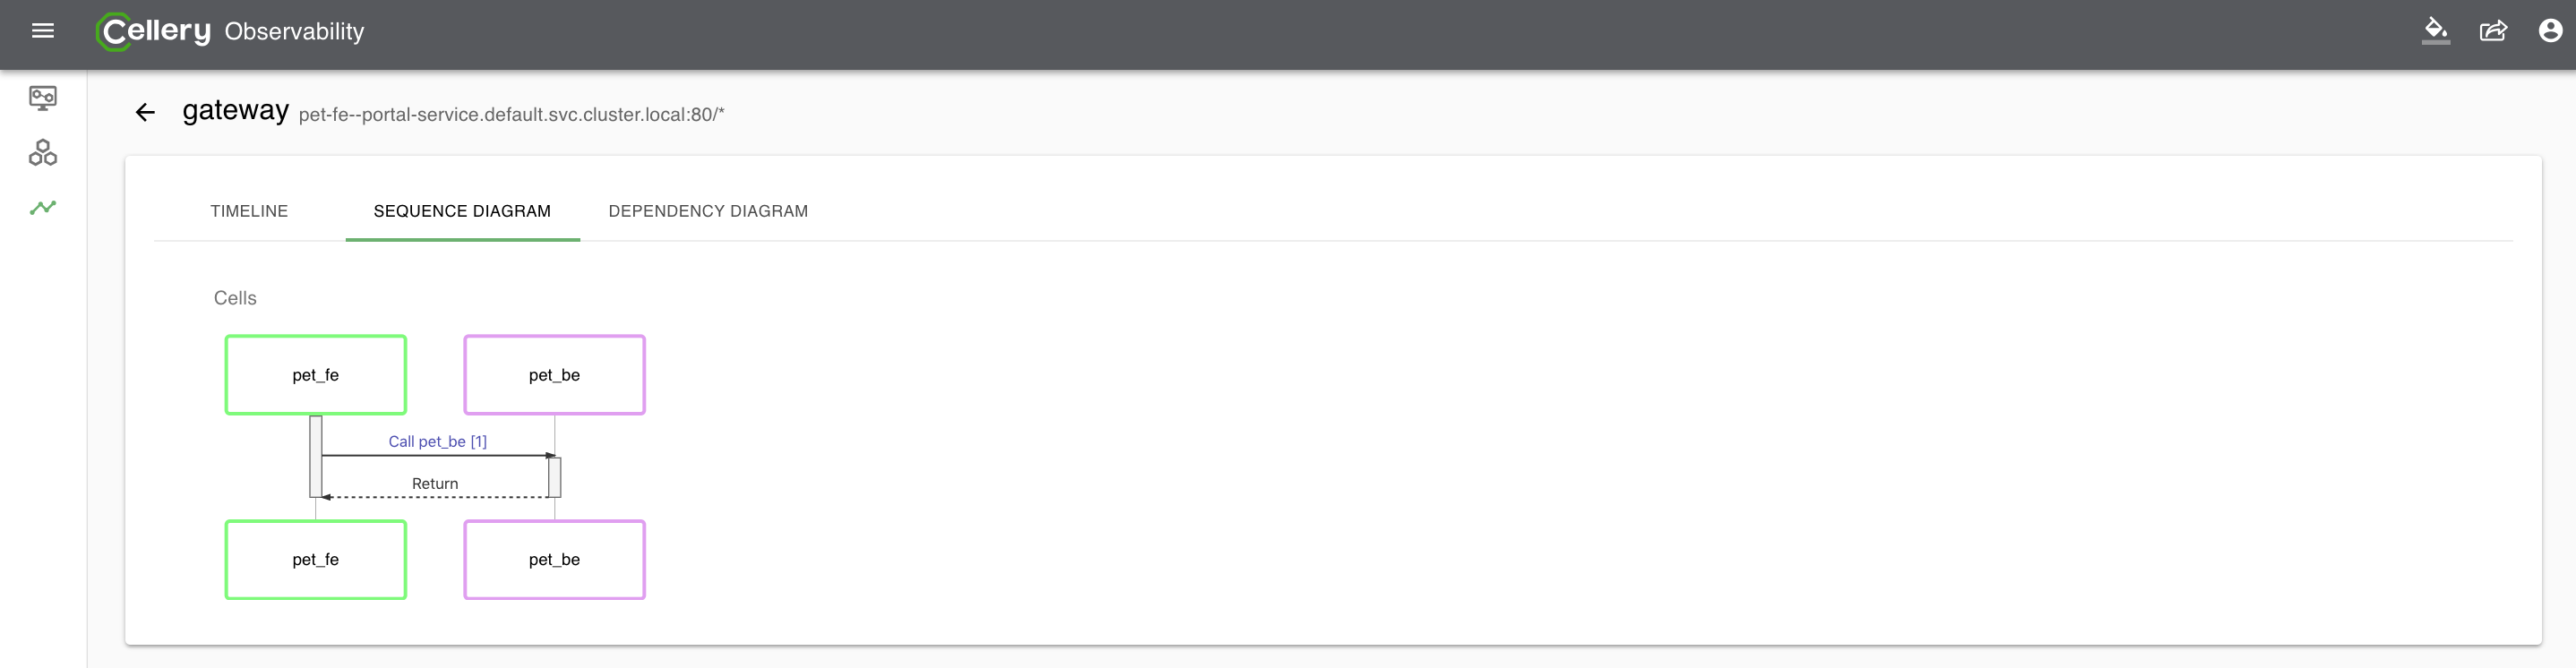 Cellery Observability
gateway pet-fe--portal-service.default.svc.cluster.local:80/*
TIMELINE SEQUENCE DIAGRAM DEPENDENCY DIAGRAM
Cells
pet_fe pet_be
Call pet_be [1]
Return
pet_fe pet_be